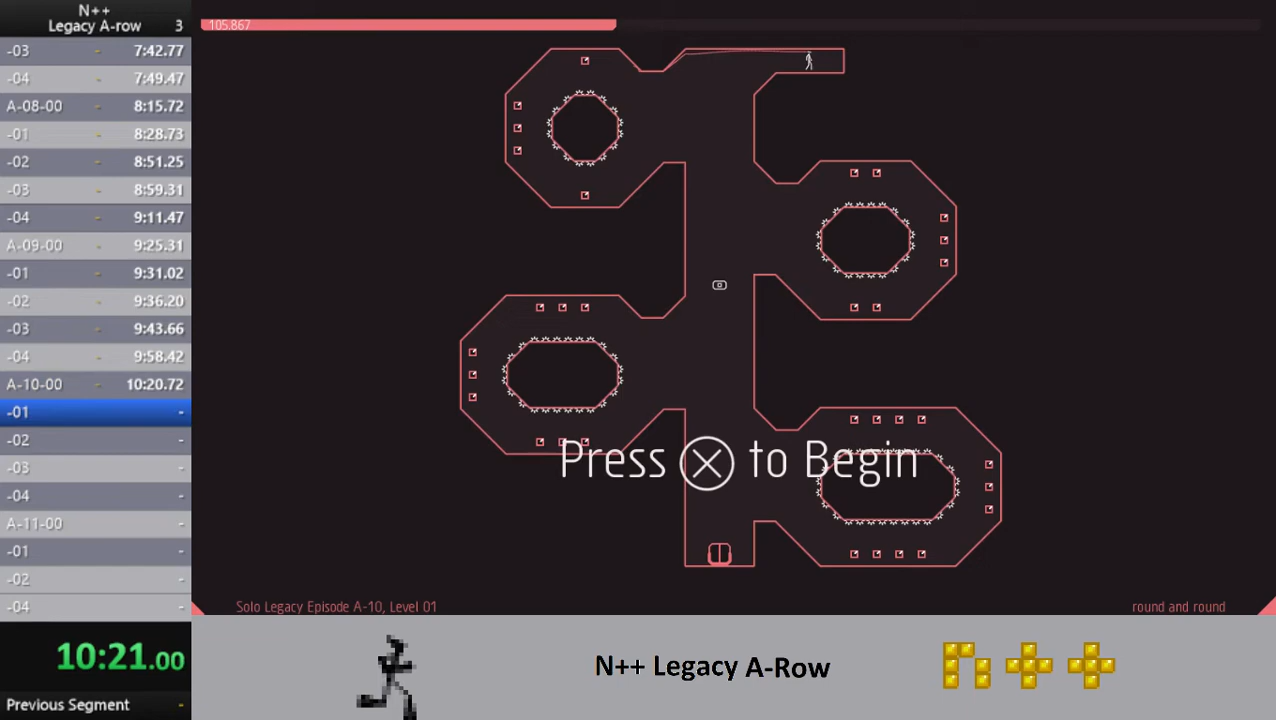 N++
Legacy A-row 3
-03 - 7:42.77
-04 - 7:49.47
A-08-00 - 8:15.72
-01 - 8:28.73
-02 - 8:51.25
-03 - 8:59.31
-04 - 9:11.47
A-09-00 - 9:25.31
-01 - 9:31.02
-02 - 9:36.20
-03 - 9:43.66
-04 - 9:58.42
A-10-00 - 10:20.72
-01 -
-02 -
-03 -
-04 -
A-11-00 -
-01 -
-02 -
-04 -
10:21.00
Previous Segment -
105.867
Press X to Begin
Solo Legacy Episode A-10, Level 01
round and round
N++ Legacy A-Row
n++